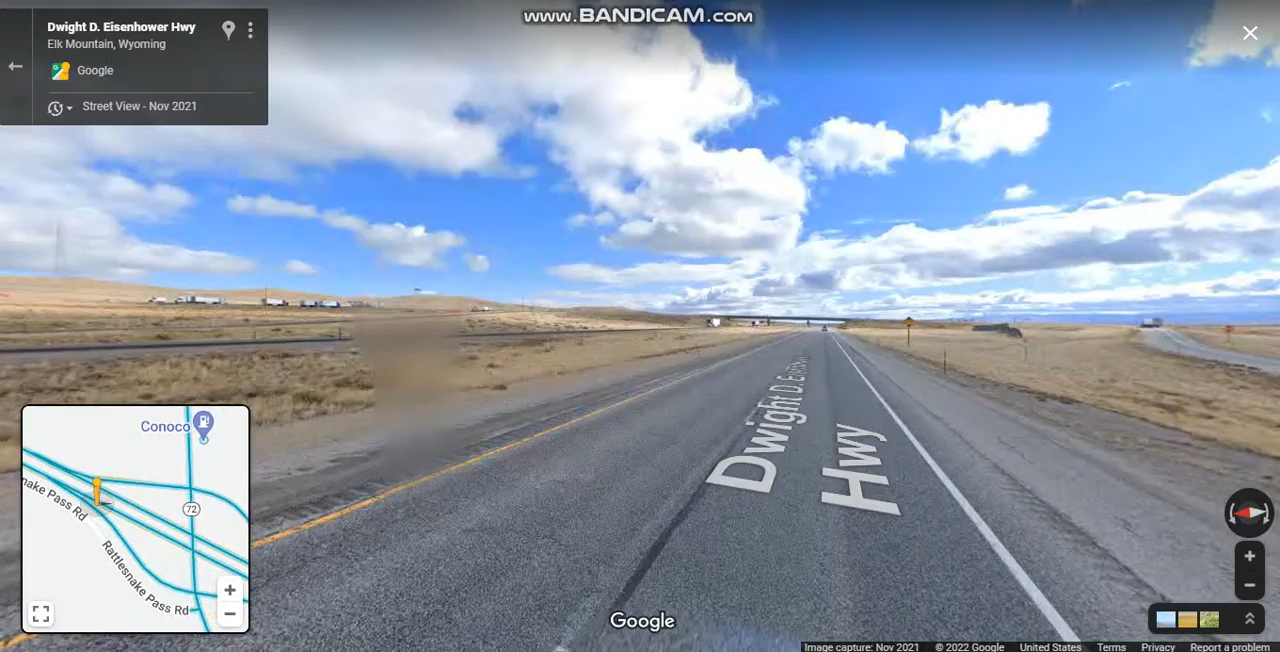 www.BANDICAM.com
Dwight D. Eisenhower Hwy
Elk Mountain, Wyoming
Google
Street View - Nov 2021
Dwight D.
Hwy
Conoco
72
nake Pass Rd
Rattlesnake Pass Rd
Google
Image capture: Nov 2021 © 2022 Google United States Terms Privacy Report a problem